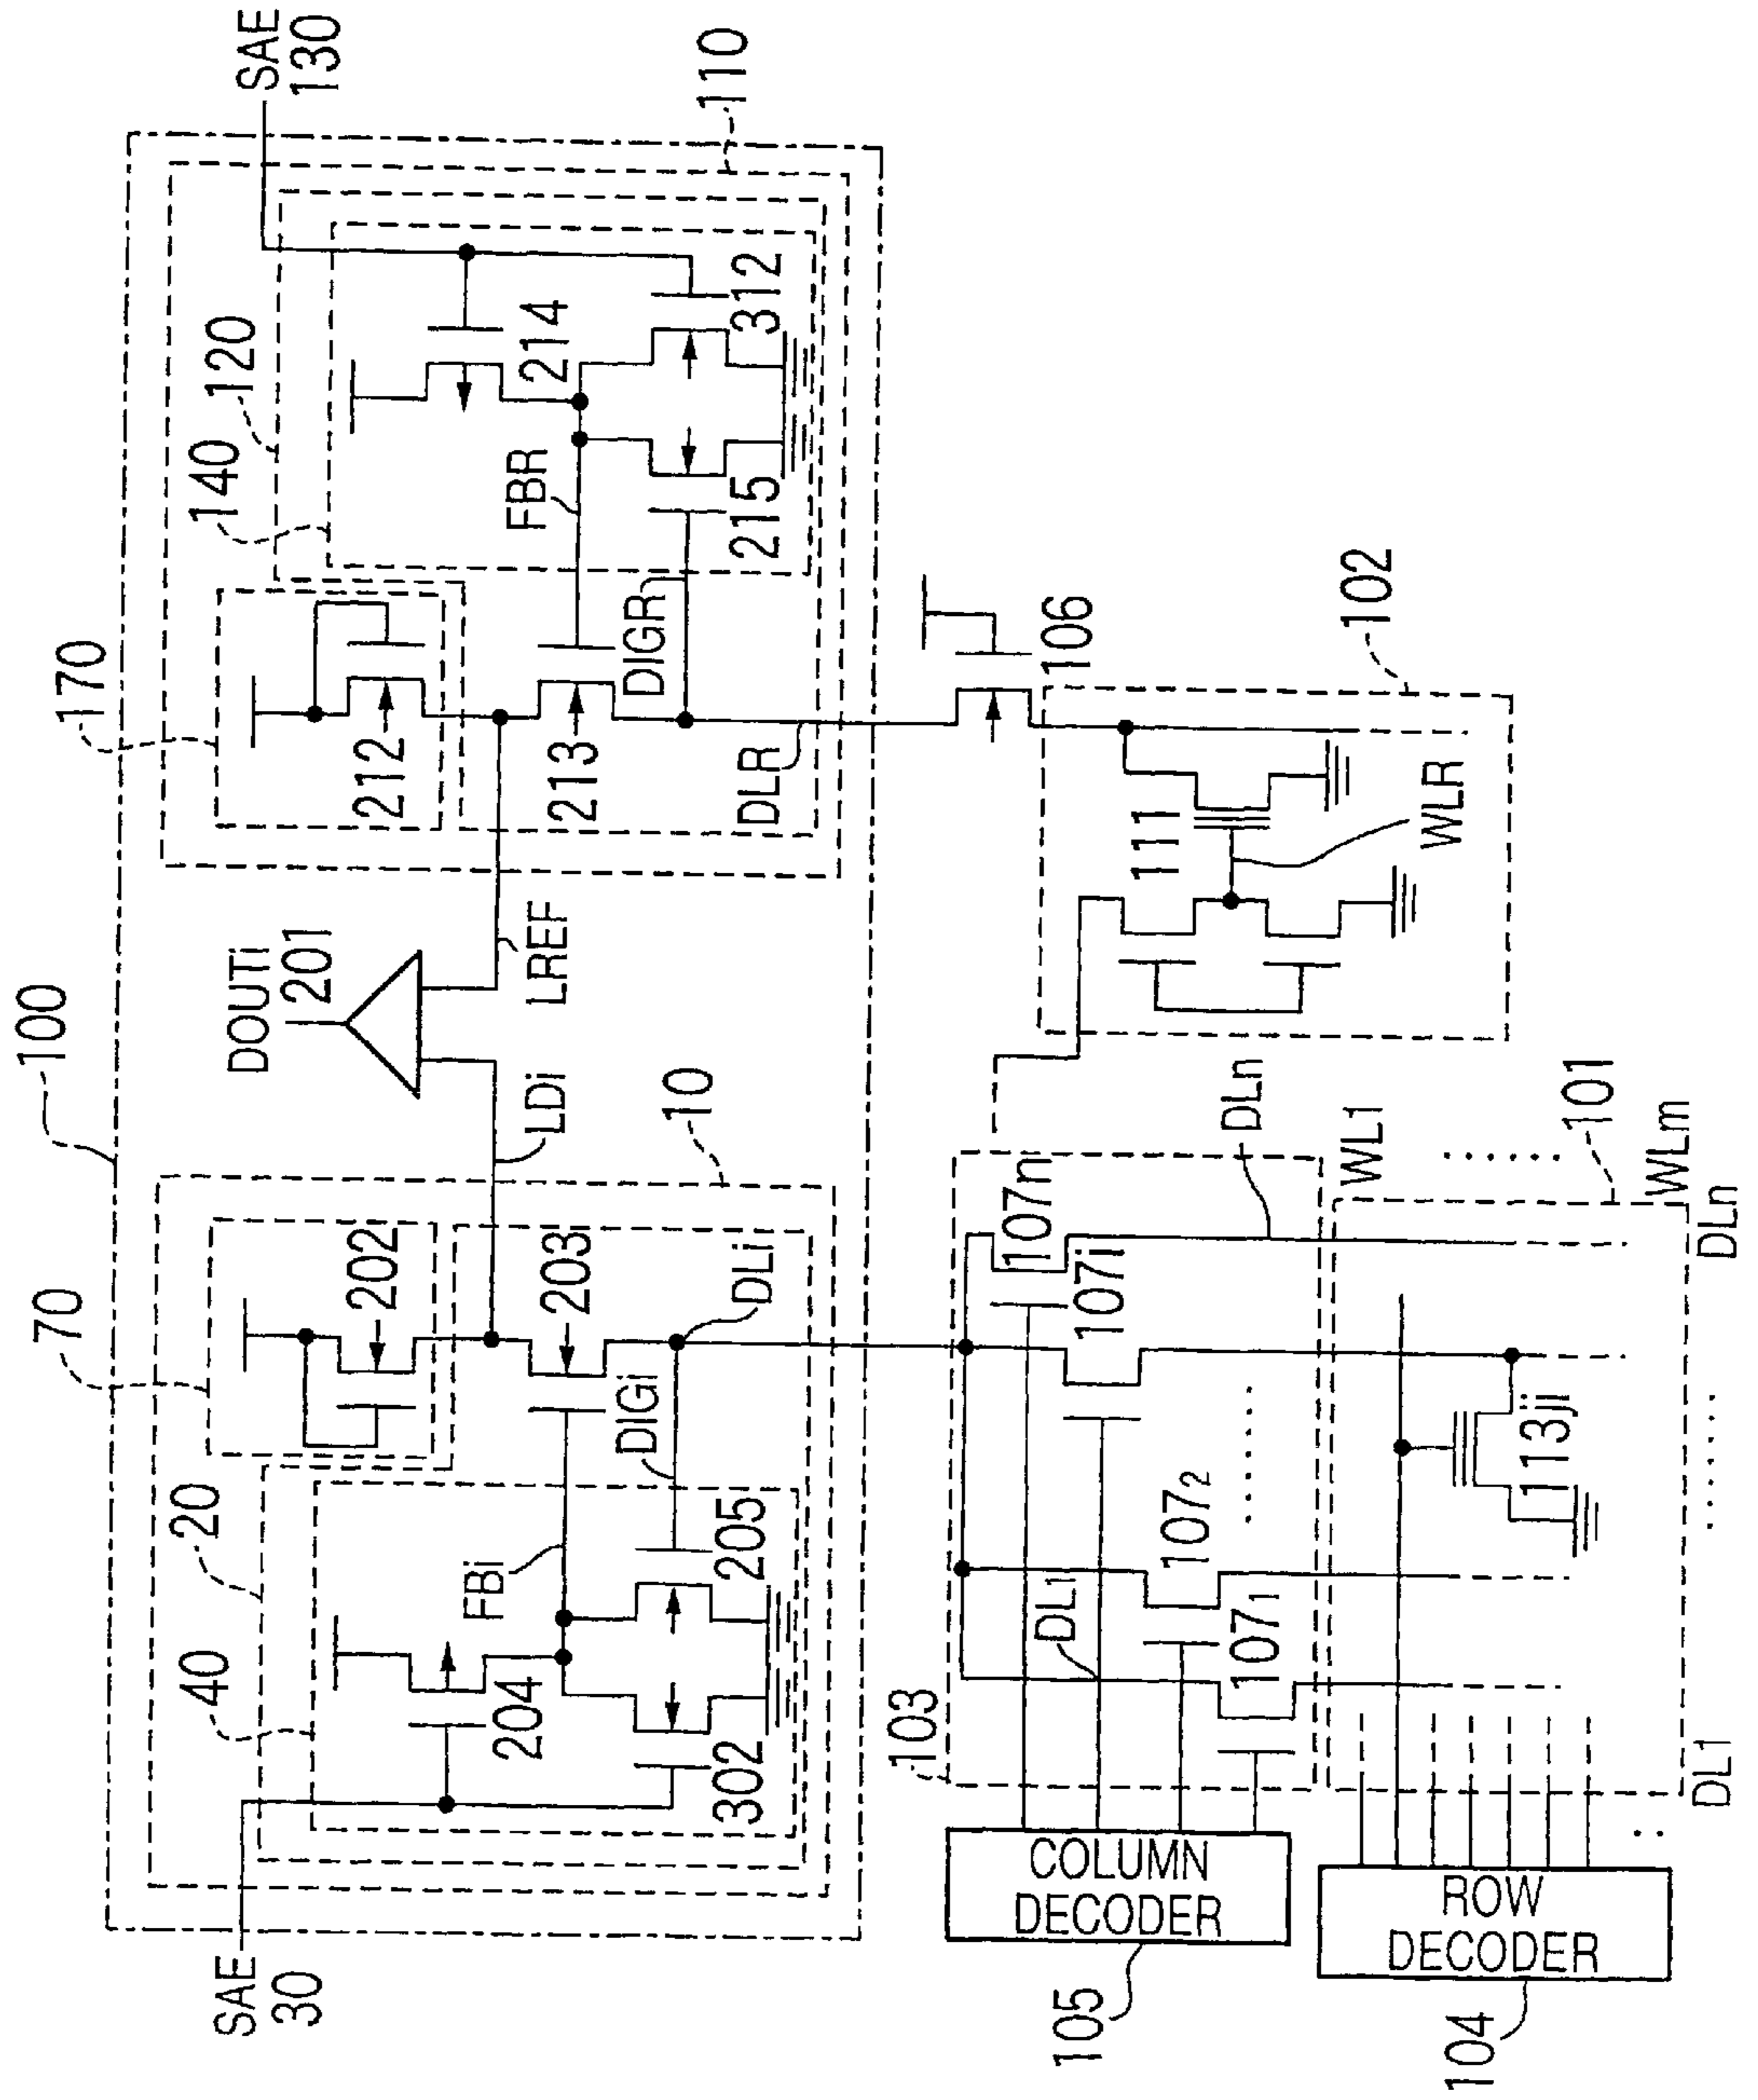 100
DOUTi
201
SAE
130
170
140
120
110
70
20
40
10
SAE
30
202
203
204
205
302
FBi
DIGi
DLi
LDi
LREF
212
213
214
215
312
FBR
DIGR
DLR
106
102
111
WLR
103
107n
107i
107₂
107₁
DL1
DLn
WL1
101
WLm
DLn
113ji
DL1
COLUMN
DECODER
105
ROW
DECODER
104